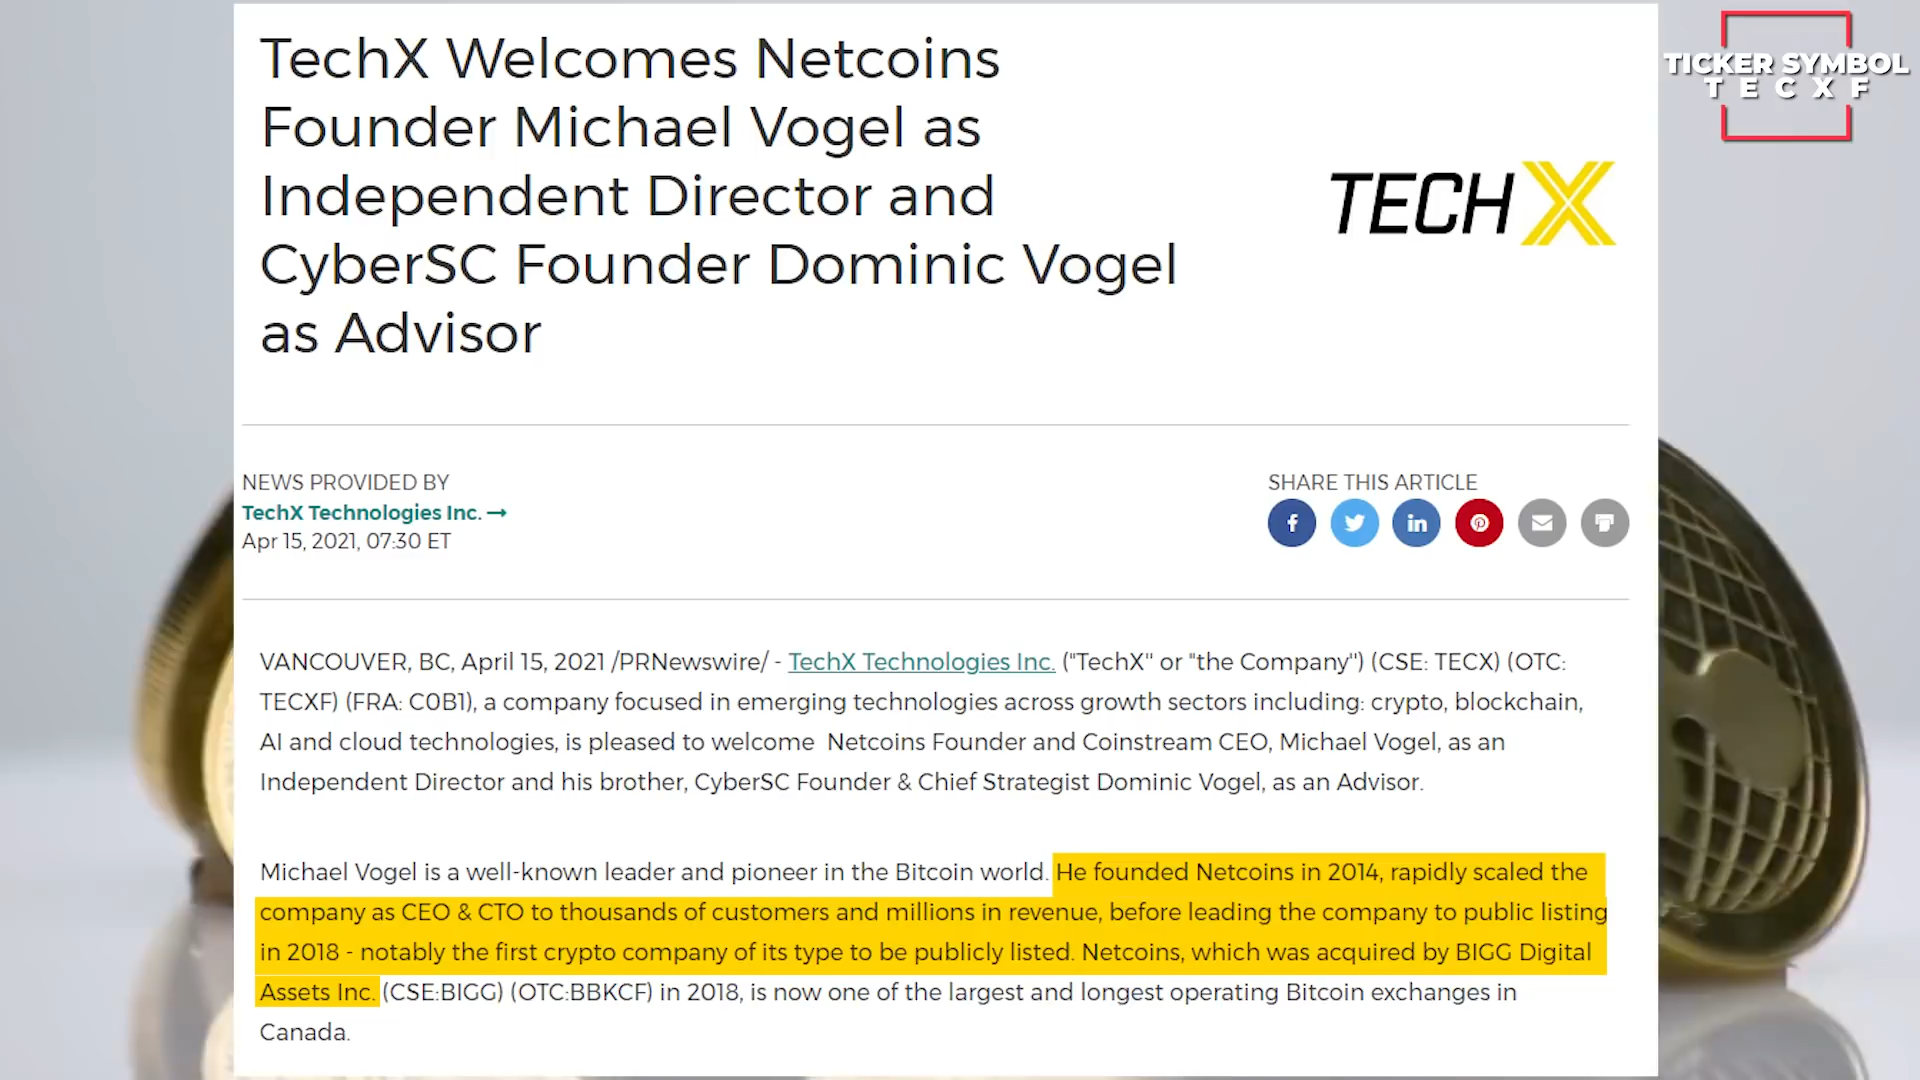 TechX Welcomes Netcoins
Founder Michael Vogel as
Independent Director and
CyberSC Founder Dominic Vogel
as Advisor
TICKER SYMBOL
TECXF
TECHX
NEWS PROVIDED BY
TechX Technologies Inc. →
Apr 15, 2021, 07:30 ET
SHARE THIS ARTICLE
VANCOUVER, BC, April 15, 2021 /PRNewswire/ - TechX Technologies Inc. ("TechX" or "the Company") (CSE: TECX) (OTC:
TECXF) (FRA: C0B1), a company focused in emerging technologies across growth sectors including: crypto, blockchain,
AI and cloud technologies, is pleased to welcome  Netcoins Founder and Coinstream CEO, Michael Vogel, as an
Independent Director and his brother, CyberSC Founder & Chief Strategist Dominic Vogel, as an Advisor.
Michael Vogel is a well-known leader and pioneer in the Bitcoin world. He founded Netcoins in 2014, rapidly scaled the
company as CEO & CTO to thousands of customers and millions in revenue, before leading the company to public listing
in 2018 - notably the first crypto company of its type to be publicly listed. Netcoins, which was acquired by BIGG Digital
Assets Inc. (CSE:BIGG) (OTC:BBKCF) in 2018, is now one of the largest and longest operating Bitcoin exchanges in
Canada.